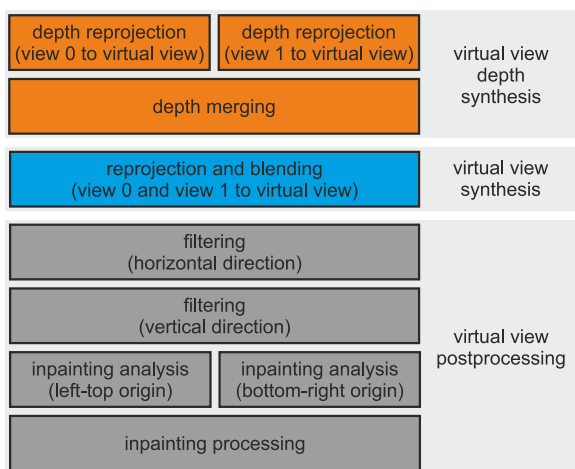 depth reprojection
(view 0 to virtual view)
depth reprojection
(view 1 to virtual view)
depth merging
virtual view
depth
synthesis
reprojection and blending
(view 0 and view 1 to virtual view)
virtual view
synthesis
filtering
(horizontal direction)
filtering
(vertical direction)
inpainting analysis
(left-top origin)
inpainting analysis
(bottom-right origin)
inpainting processing
virtual view
postprocessing